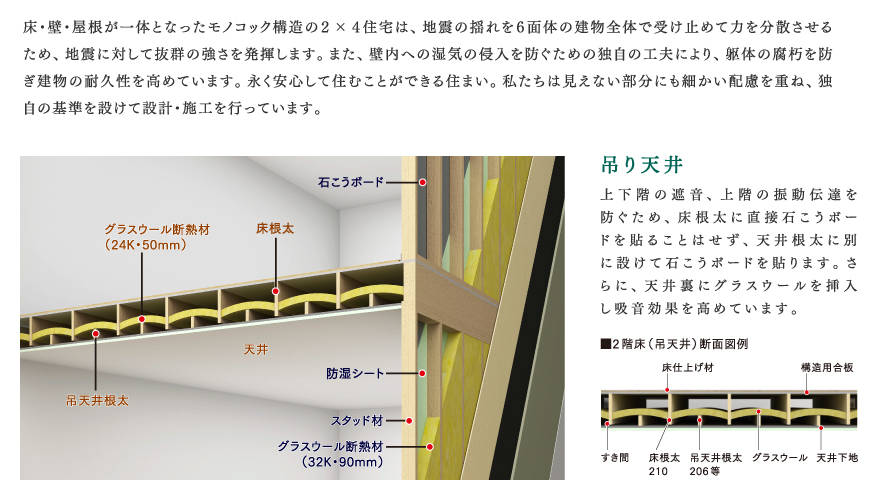 床・壁・屋根が一体となったモノコック構造の2×4住宅は、地震の揺れを6面体の建物全体で受け止めて力を分散させる
ため、地震に対して抜群の強さを発揮します。また、壁内への湿気の侵入を防ぐための独自の工夫により、躯体の腐朽を防
ぎ建物の耐久性を高めています。永く安心して住むことができる住まい。私たちは見えない部分にも細かい配慮を重ね、独
自の基準を設けて設計・施工を行っています。
石こうボード
グラスウール断熱材
（24K・50mm）
床根太
天井
吊天井根太
防湿シート
スタッド材
グラスウール断熱材
（32K・90mm）
吊り天井
上下階の遮音、上階の振動伝達を
防ぐため、床根太に直接石こうボー
ドを貼ることはせず、天井根太に別
に設けて石こうボードを貼ります。さ
らに、天井裏にグラスウールを挿入
し吸音効果を高めています。
■2階床（吊天井）断面図例
床仕上げ材
構造用合板
すき間
床根太
210
吊天井根太
206等
グラスウール
天井下地